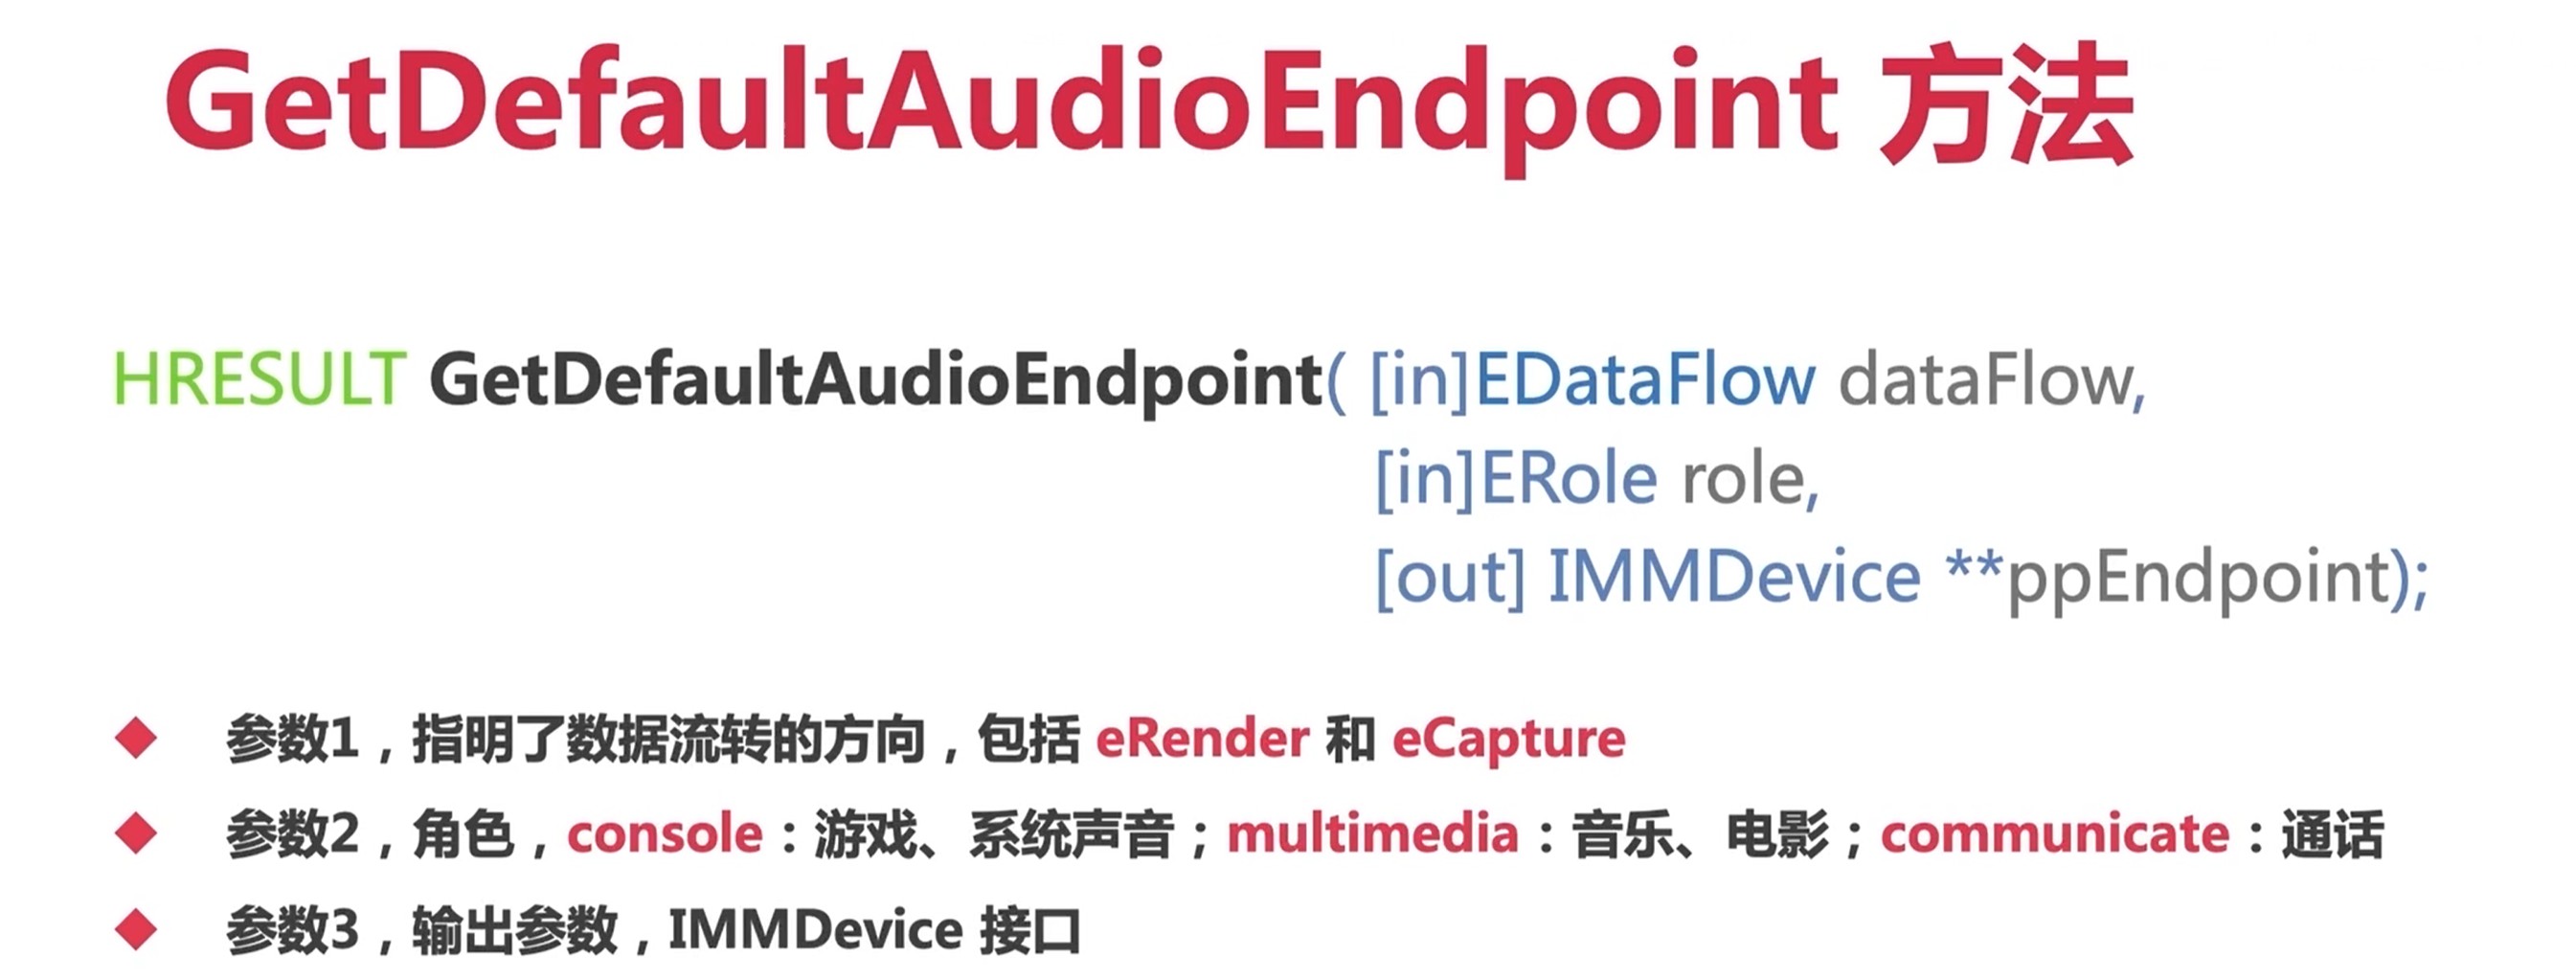 GetDefaultAudioEndpoint 方法
HRESULT GetDefaultAudioEndpoint( [in]EDataFlow dataFlow,
[in]ERole role,
[out] IMMDevice **ppEndpoint);
参数1，指明了数据流转的方向，包括 eRender 和 eCapture
参数2，角色，console：游戏、系统声音；multimedia：音乐、电影；communicate：通话
参数3，输出参数，IMMDevice 接口